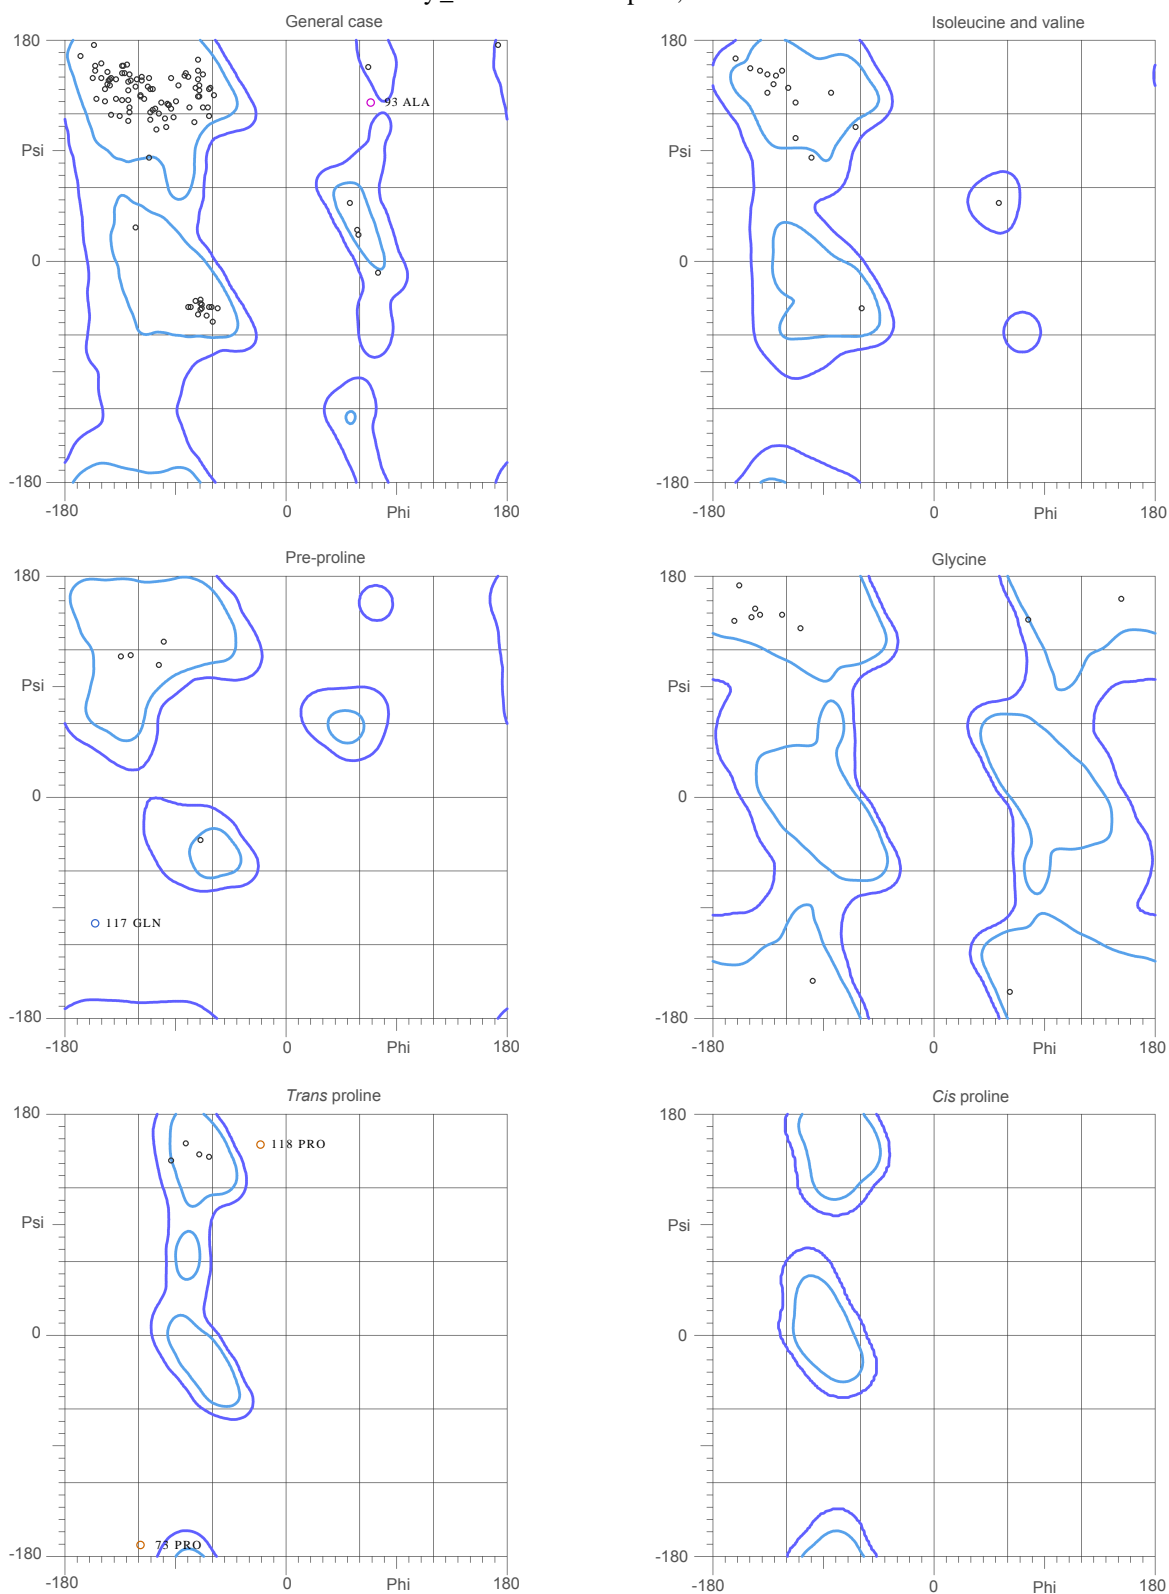 General case
Isoleucine and valine
180
93 ALA
Psi
0
-180
-180
0
Phi
180
180
Psi
0
-180
-180
0
Phi
180
Pre-proline
Glycine
180
Psi
0
117 GLN
-180
-180
0
Phi
180
180
Psi
0
-180
-180
0
Phi
180
Trans proline
Cis proline
180
118 PRO
Psi
0
73 PRO
-180
-180
0
Phi
180
180
Psi
0
-180
-180
0
Phi
180